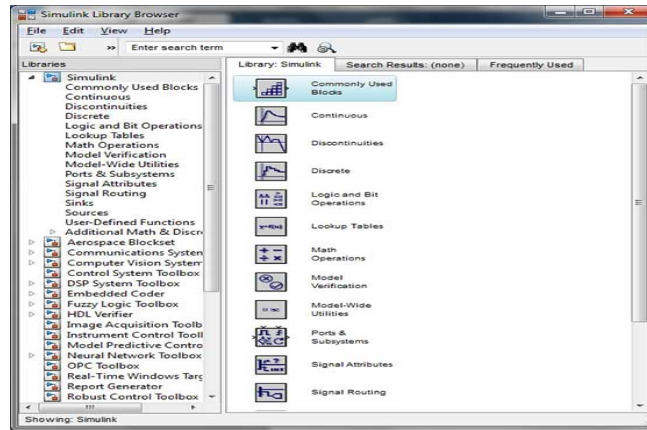 Simulink Library Browser
File Edit View Help
» Enter search term
Libraries
Library: Simulink Search Results: (none) Frequently Used
Simulink
Commonly Used Blocks
Continuous
Discontinuities
Discrete
Logic and Bit Operations
Lookup Tables
Math Operations
Model Verification
Model-Wide Utilities
Ports & Subsystems
Signal Attributes
Signal Routing
Sinks
Sources
User-Defined Functions
Additional Math & Discr
Aerospace Blockset
Communications System
Computer Vision System
Control System Toolbox
DSP System Toolbox
Embedded Coder
Fuzzy Logic Toolbox
HDL Verifier
Image Acquisition Toolb
Instrument Control Tooll
Model Predictive Contro
Neural Network Toolbox
OPC Toolbox
Real-Time Windows Targ
Report Generator
Robust Control Toolbox
Commonly Used
Blocks
Continuous
Discontinuities
Discrete
Logic and Bit
Operations
Lookup Tables
Math
Operations
Model
Verification
Model-Wide
Utilities
Ports &
Subsystems
Signal Attributes
Signal Routing
Showing: Simulink